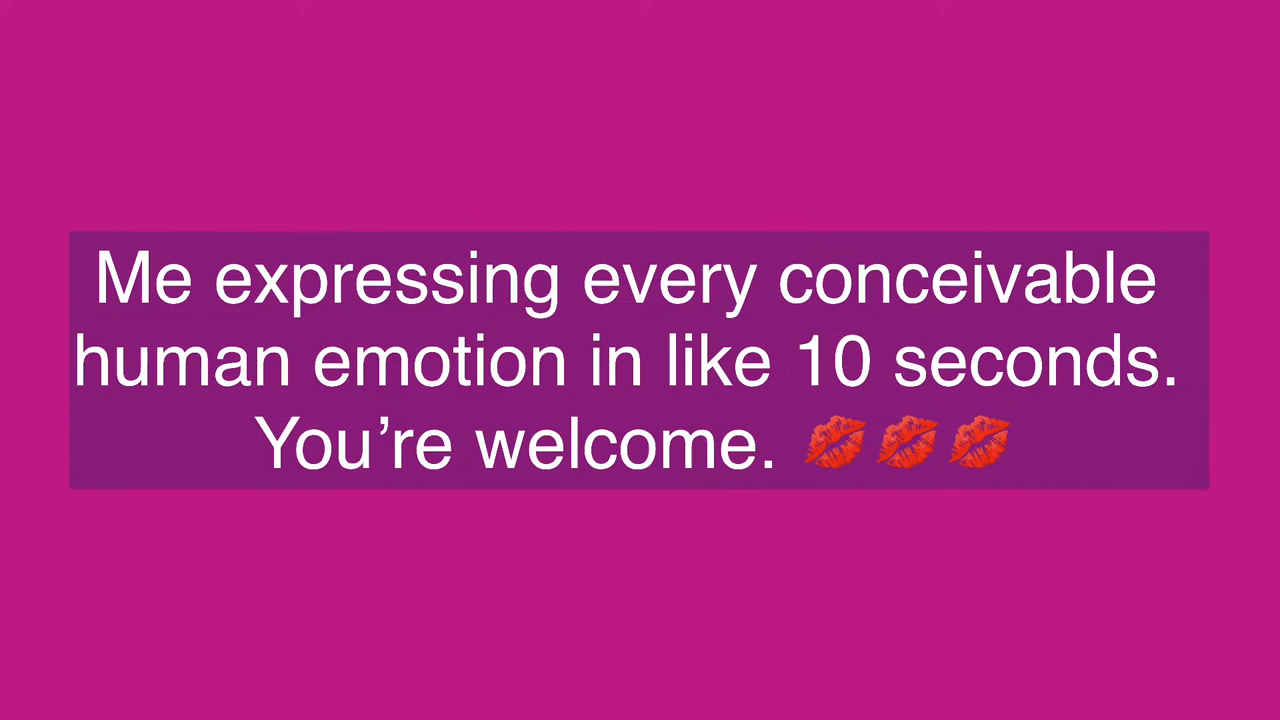 Me expressing every conceivable
human emotion in like 10 seconds.
You’re welcome. 💋💋💋